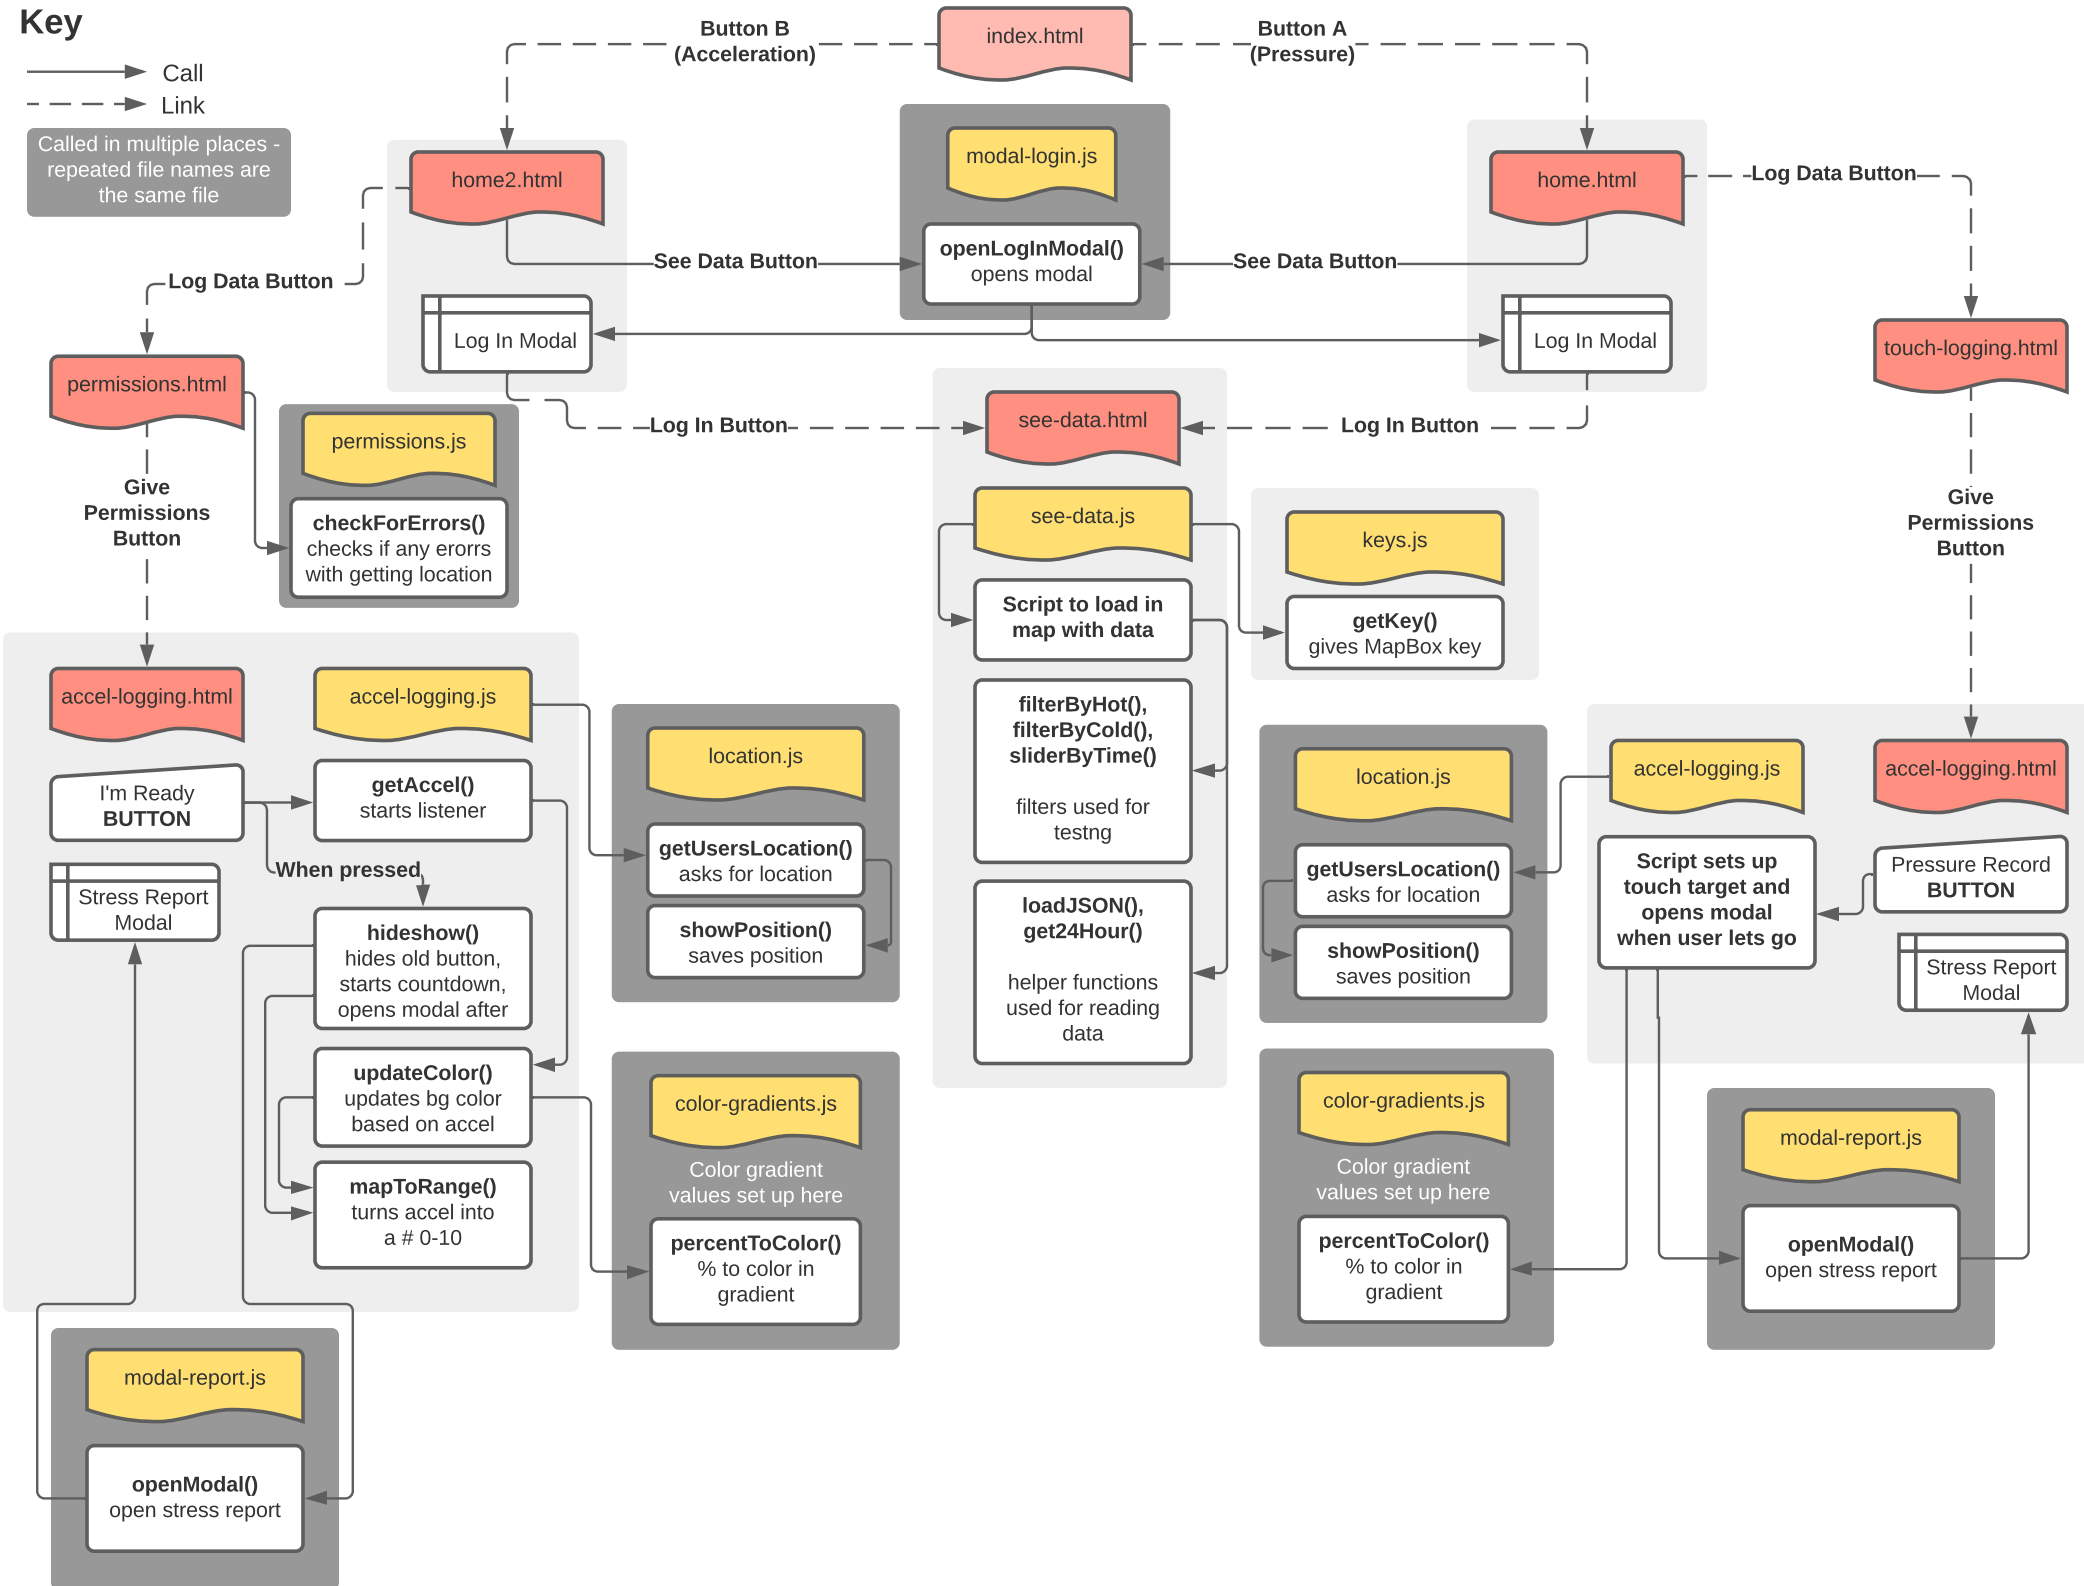 Key
Call
Link
Called in multiple places -
repeated file names are
the same file
Button B
(Acceleration)
index.html
Button A
(Pressure)
home2.html
modal-login.js
home.html
Log Data Button
See Data Button
openLogInModal()
opens modal
See Data Button
Log Data Button
Log In Modal
Log In Modal
permissions.html
touch-logging.html
Log In Button
see-data.html
Log In Button
permissions.js
checkForErrors()
checks if any erorrs
with getting location
Give
Permissions
Button
see-data.js
keys.js
Give
Permissions
Button
Script to load in
map with data
getKey()
gives MapBox key
accel-logging.html
accel-logging.js
filterByHot(),
filterByCold(),
sliderByTime()
filters used for
testng
location.js
location.js
accel-logging.js
accel-logging.html
I'm Ready
BUTTON
getAccel()
starts listener
When pressed
getUsersLocation()
asks for location
showPosition()
saves position
getUsersLocation()
asks for location
showPosition()
saves position
Script sets up
touch target and
opens modal
when user lets go
Pressure Record
BUTTON
Stress Report
Modal
hideshow()
hides old button,
starts countdown,
opens modal after
loadJSON(),
get24Hour()
helper functions
used for reading
data
Stress Report
Modal
updateColor()
updates bg color
based on accel
mapToRange()
turns accel into
a # 0-10
color-gradients.js
Color gradient
values set up here
percentToColor()
% to color in
gradient
color-gradients.js
Color gradient
values set up here
percentToColor()
% to color in
gradient
modal-report.js
openModal()
open stress report
modal-report.js
openModal()
open stress report